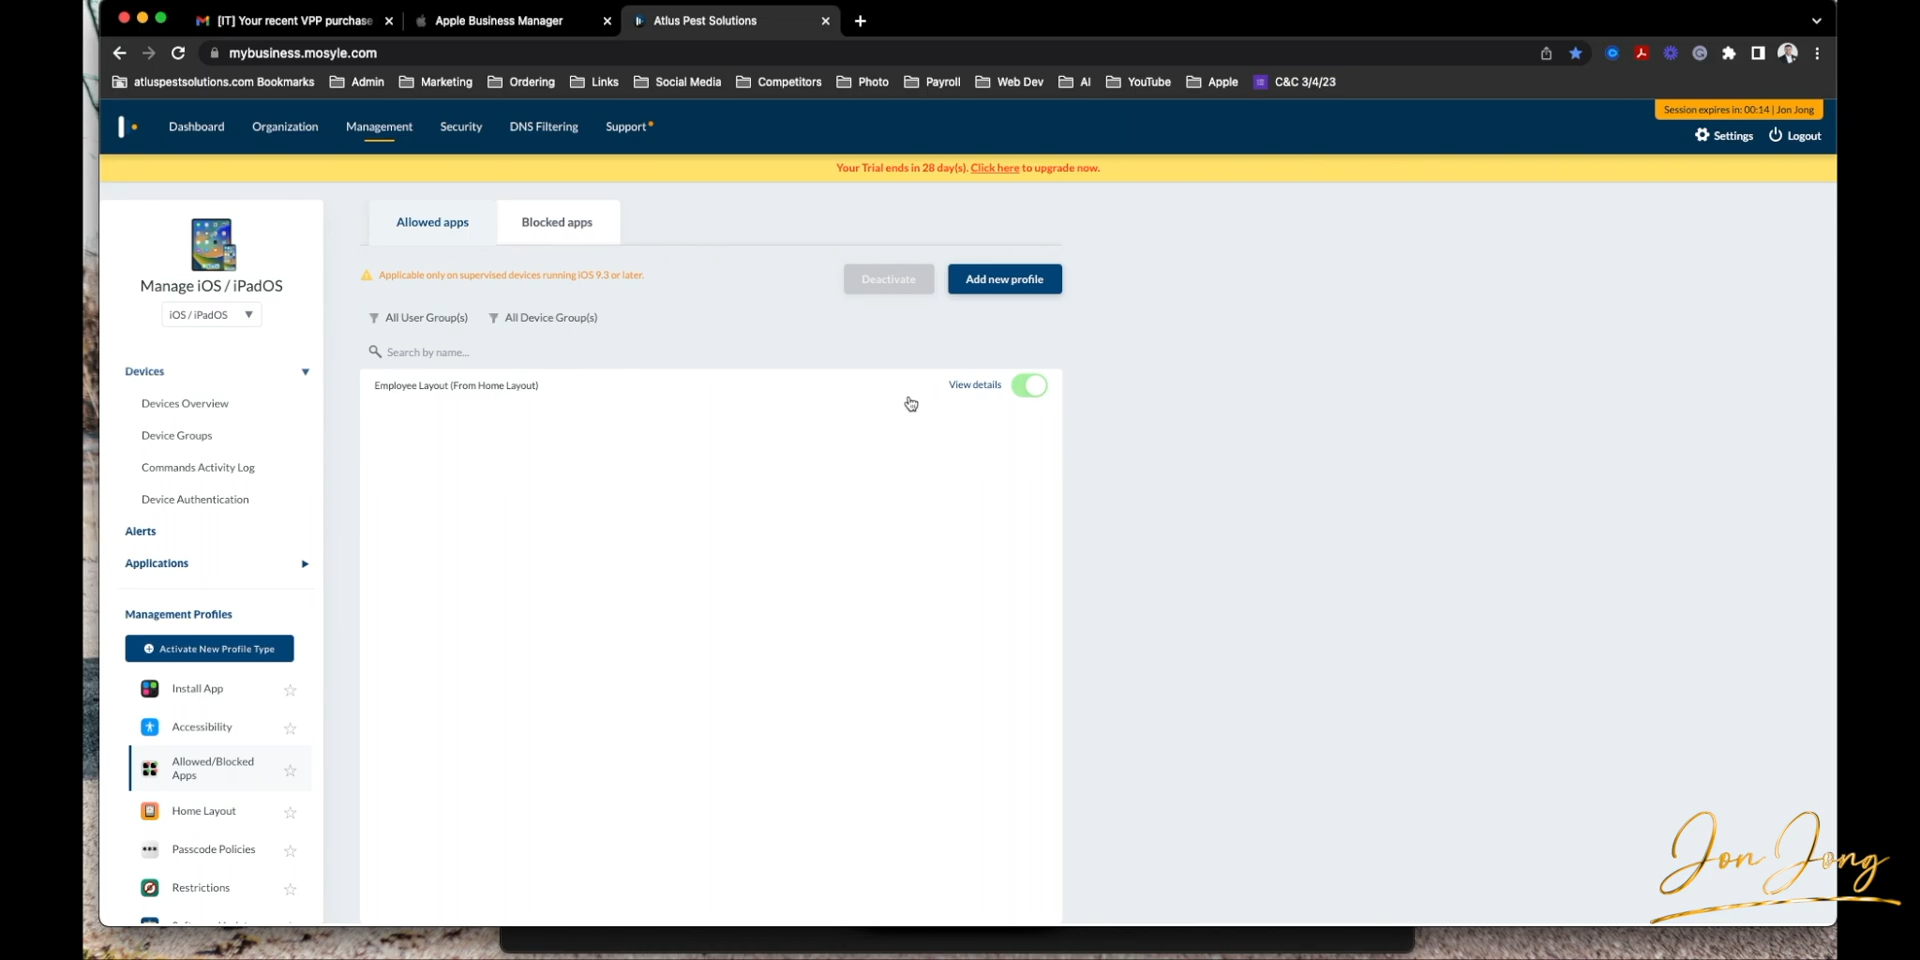 [IT] Your recent VPP purchase
Apple Business Manager
Atlus Pest Solutions
mybusiness.mosyle.com
atluspestsolutions.com Bookmarks
Admin
Marketing
Ordering
Links
Social Media
Competitors
Photo
Payroll
Web Dev
AI
YouTube
Apple
C&C 3/4/23
Session expires in: 00:14 | Jon Jong
Dashboard
Organization
Management
Security
DNS Filtering
Support
Settings
Logout
Your Trial ends in 28 day(s). Click here to upgrade now.
Manage iOS / iPadOS
iOS / iPadOS
Devices
Devices Overview
Device Groups
Commands Activity Log
Device Authentication
Alerts
Applications
Management Profiles
Activate New Profile Type
Install App
Accessibility
Allowed/Blocked
Apps
Home Layout
Passcode Policies
Restrictions
Allowed apps
Blocked apps
Applicable only on supervised devices running iOS 9.3 or later.
Deactivate
Add new profile
All User Group(s)
All Device Group(s)
Search by name...
Employee Layout (From Home Layout)
View details
Jon Jong